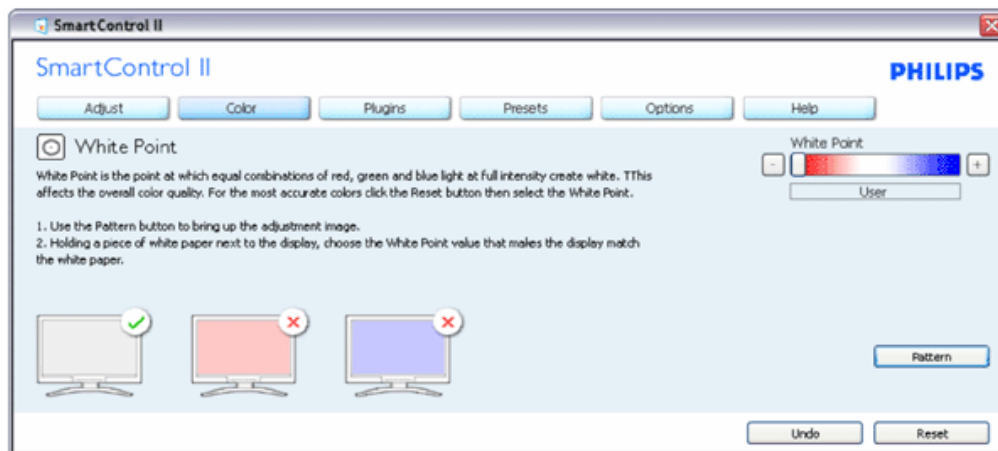 SmartControl II
SmartControl II
PHILIPS
Adjust
Color
Plugins
Presets
Options
Help
White Point
White Point is the point at which equal combinations of red, green and blue light at full intensity create white. TThis
affects the overall color quality. For the most accurate colors click the Reset button then select the White Point.
1. Use the Pattern button to bring up the adjustment image.
2. Holding a piece of white paper next to the display, choose the White Point value that makes the display match
the white paper.
White Point
- +
User
Pattern
Undo
Reset